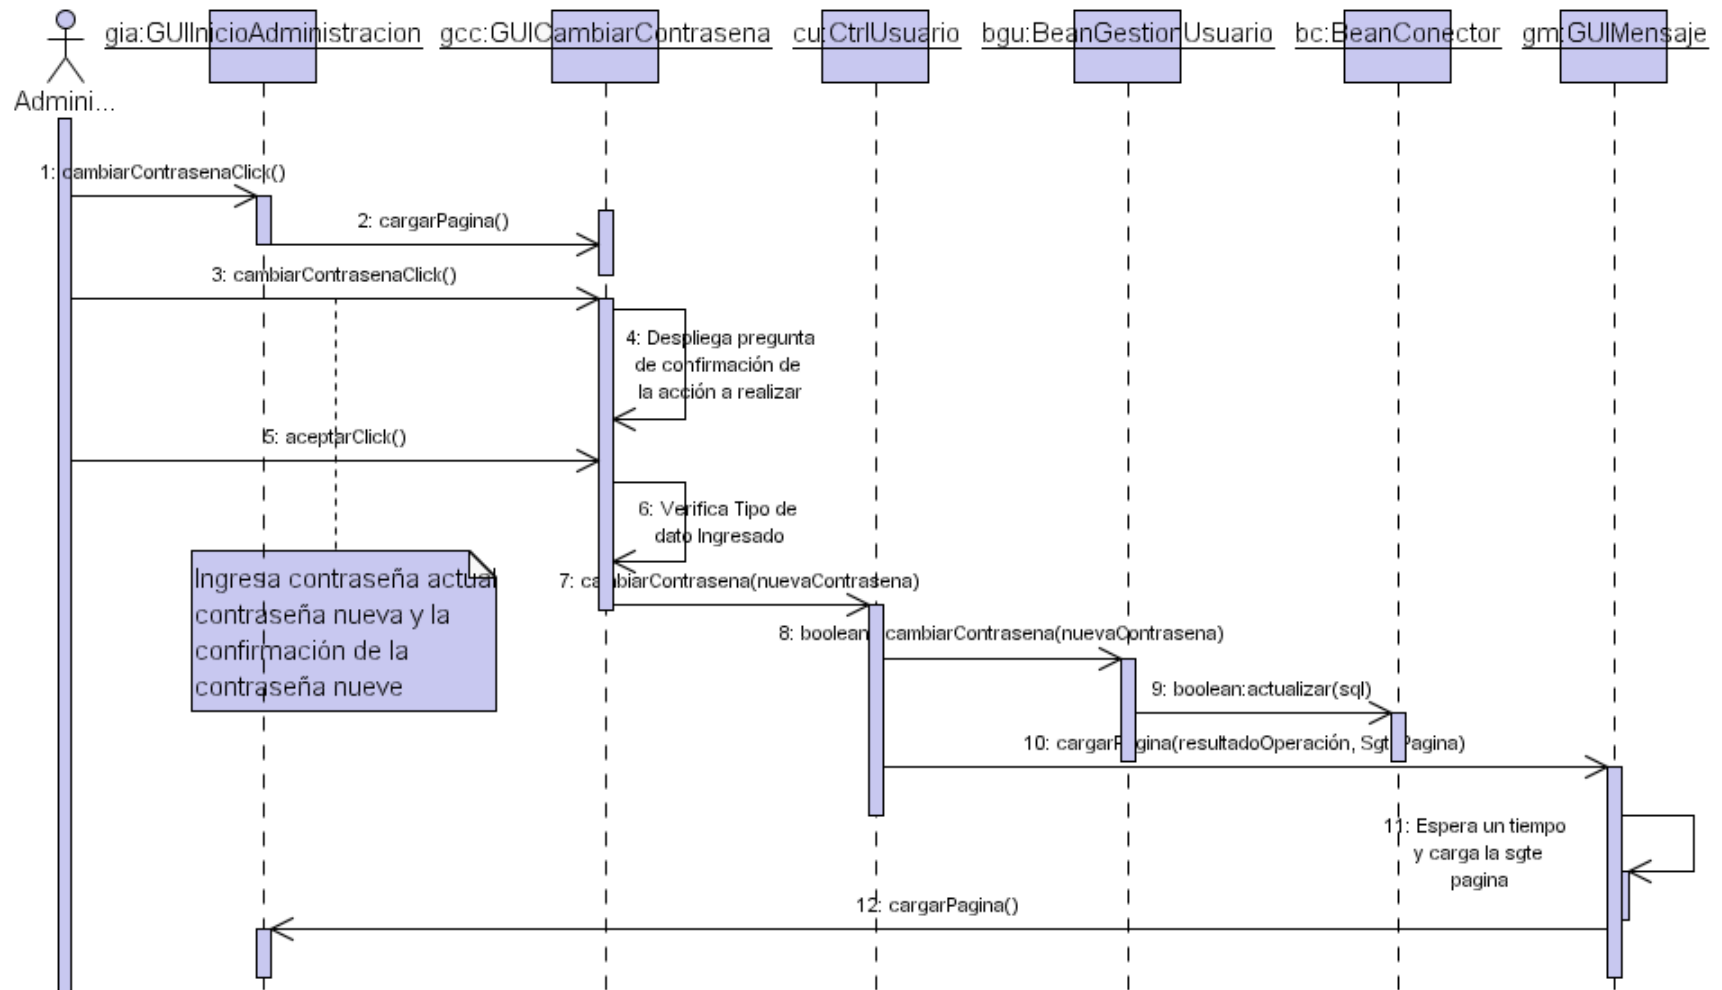 gia:GUIInicioAdministracion
gcc:GUICambiarContrasena
cu:CtrlUsuario
bgu:BeanGestionUsuario
bc:BeanConector
gm:GUIMensaje
Admini...
1: cambiarContrasenaClick()
2: cargarPagina()
3: cambiarContrasenaClick()
4: Despliega pregunta
de confirmación de
la acción a realizar
5: aceptarClick()
6: Verifica Tipo de
dato Ingresado
Ingresa contraseña actual
contraseña nueva y la
confirmación de la
contraseña nueve
7: cambiarContrasena(nuevaContrasena)
8: boolean: cambiarContrasena(nuevaContrasena)
9: boolean:actualizar(sql)
10: cargarPagina(resultadoOperación, SgtePagina)
11: Espera un tiempo
y carga la sgte
pagina
12: cargarPagina()